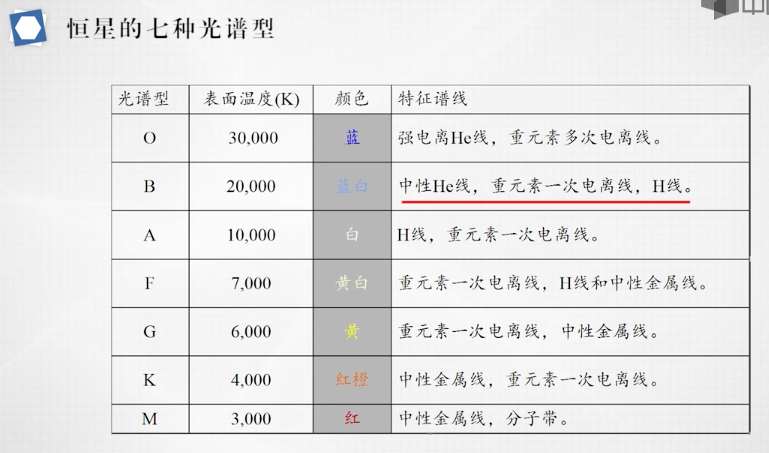 恒星的七种光谱型
光谱型 表面温度(K) 颜色 特征谱线
O 30,000 蓝 强电离He线，重元素多次电离线。
B 20,000 蓝白 中性He线，重元素一次电离线，H线。
A 10,000 白 H线，重元素一次电离线。
F 7,000 黄白 重元素一次电离线，H线和中性金属线。
G 6,000 黄 重元素一次电离线，中性金属线。
K 4,000 红橙 中性金属线，重元素一次电离线。
M 3,000 红 中性金属线，分子带。